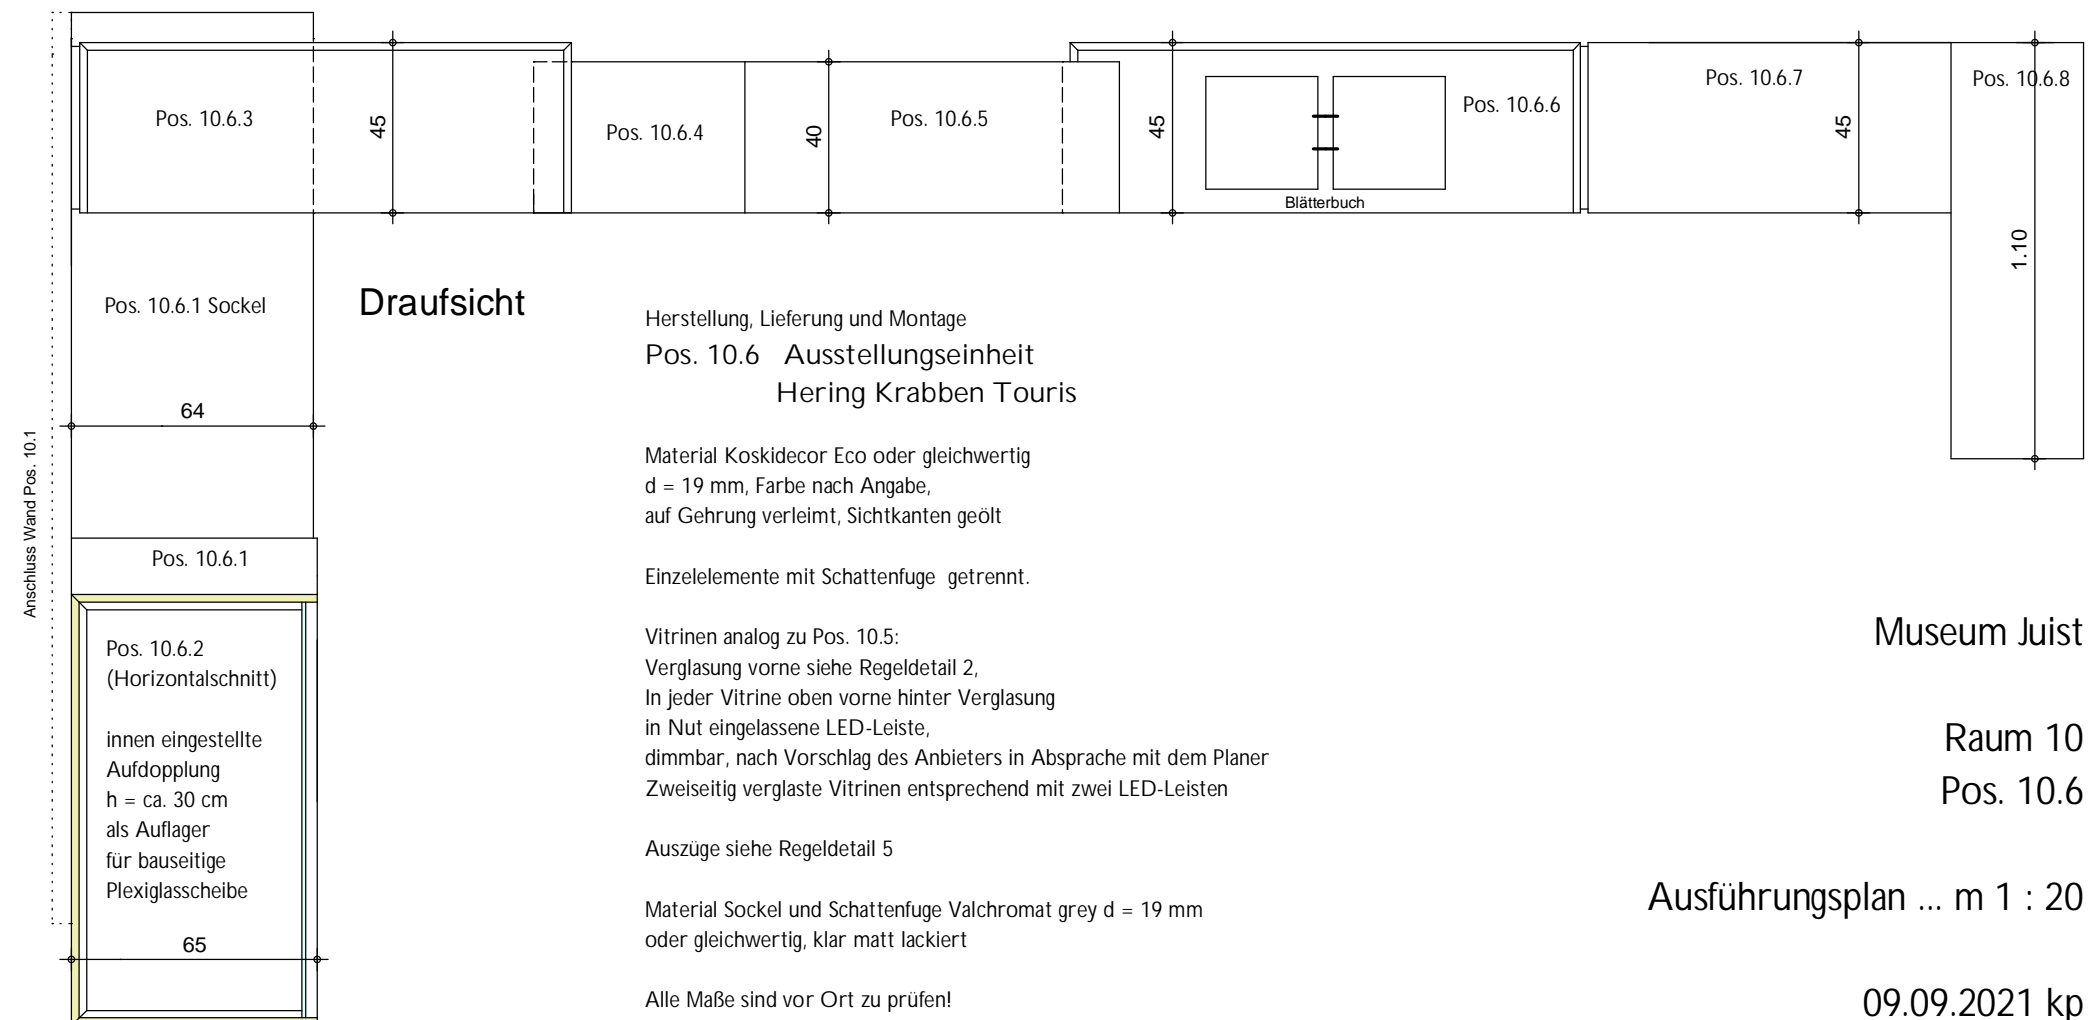 Pos. 10.6.3
45
Pos. 10.6.4
40
Pos. 10.6.5
45
Blätterbuch
Pos. 10.6.6
Pos. 10.6.7
45
Pos. 10.6.8
1.10
Pos. 10.6.1 Sockel
64
Anschluss Wand Pos. 10.1
Pos. 10.6.1
Pos. 10.6.2
(Horizontalschnitt)
innen eingestellte
Aufdopplung
h = ca. 30 cm
als Auflager
für bauseitige
Plexiglasscheibe
65
Draufsicht
Herstellung, Lieferung und Montage
Pos. 10.6 Ausstellungseinheit
Hering Krabben Touris
Material Koskidecor Eco oder gleichwertig
d = 19 mm, Farbe nach Angabe,
auf Gehrung verleimt, Sichtkanten geölt
Einzelelemente mit Schattenfuge getrennt.
Vitrinen analog zu Pos. 10.5:
Verglasung vorne siehe Regeldetail 2,
In jeder Vitrine oben vorne hinter Verglasung
in Nut eingelassene LED-Leiste,
dimmbar, nach Vorschlag des Anbieters in Absprache mit dem Planer
Zweiseitig verglaste Vitrinen entsprechend mit zwei LED-Leisten
Auszüge siehe Regeldetail 5
Material Sockel und Schattenfuge Valchromat grey d = 19 mm
oder gleichwertig, klar matt lackiert
Alle Maße sind vor Ort zu prüfen!
Museum Juist
Raum 10
Pos. 10.6
Ausführungsplan ... m 1 : 20
09.09.2021 kp